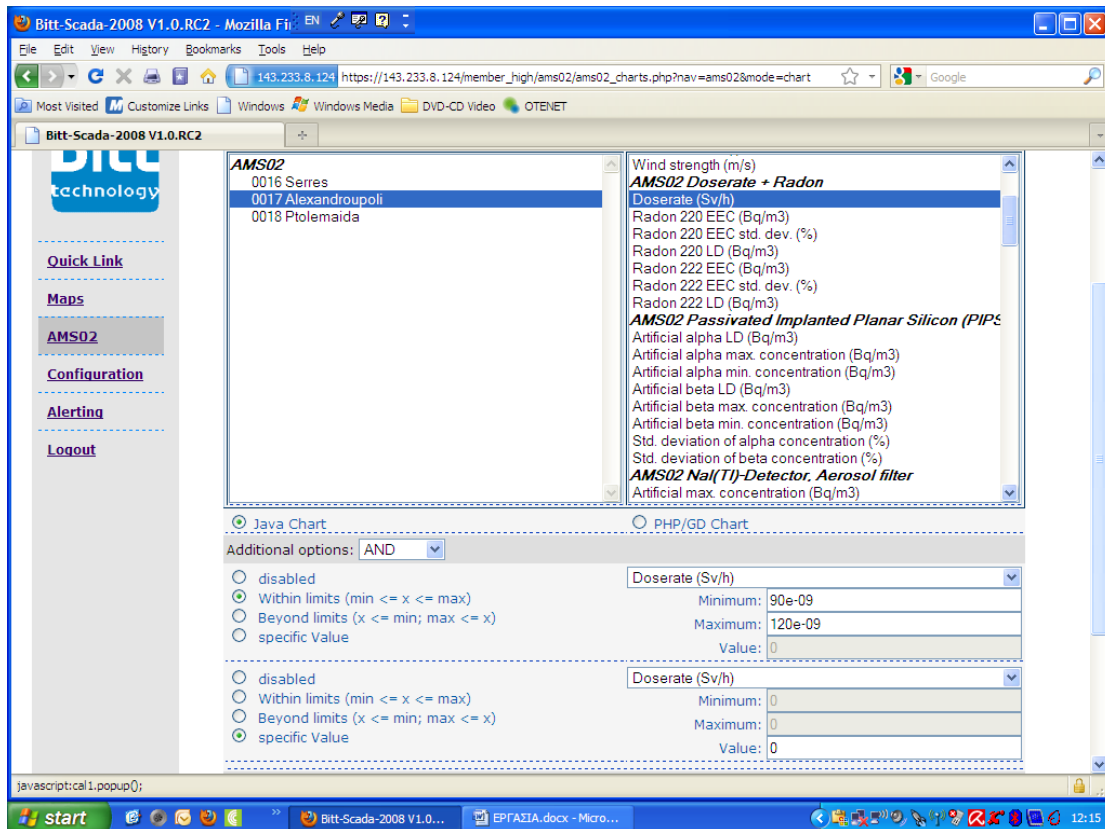 Bitt-Scada-2008 V1.0.RC2 - Mozilla Fi
EN
File Edit View History Bookmarks Tools Help
143.233.8.124 https://143.233.8.124/member_high/ams02/ams02_charts.php?nav=ams02&mode=chart
Google
Most Visited Customize Links Windows Windows Media DVD-CD Video OTENET
Bitt-Scada-2008 V1.0.RC2
technology
Quick Link
Maps
AMS02
Configuration
Alerting
Logout
AMS02
0016 Serres
0017 Alexandroupoli
0018 Ptolemaida
Wind strength (m/s)
AMS02 Doserate + Radon
Doserate (Sv/h)
Radon 220 EEC (Bq/m3)
Radon 220 EEC std. dev. (%)
Radon 220 LD (Bq/m3)
Radon 222 EEC (Bq/m3)
Radon 222 EEC std. dev. (%)
Radon 222 LD (Bq/m3)
AMS02 Passivated Implanted Planar Silicon (PIPS
Artificial alpha LD (Bq/m3)
Artificial alpha max. concentration (Bq/m3)
Artificial alpha min. concentration (Bq/m3)
Artificial beta LD (Bq/m3)
Artificial beta max. concentration (Bq/m3)
Artificial beta min. concentration (Bq/m3)
Std. deviation of alpha concentration (%)
Std. deviation of beta concentration (%)
AMS02 NaI(Tl)-Detector, Aerosol filter
Artificial max. concentration (Bq/m3)
Java Chart
PHP/GD Chart
Additional options: AND
disabled
Within limits (min <= x <= max)
Beyond limits (x <= min; max <= x)
specific Value
Doserate (Sv/h)
Minimum: 90e-09
Maximum: 120e-09
Value: 0
disabled
Within limits (min <= x <= max)
Beyond limits (x <= min; max <= x)
specific Value
Doserate (Sv/h)
Minimum: 0
Maximum: 0
Value: 0
javascript:cal1.popup();
start
Bitt-Scada-2008 V1.0...
ΕΡΓΑΣΙΑ.docx - Micro...
12:15